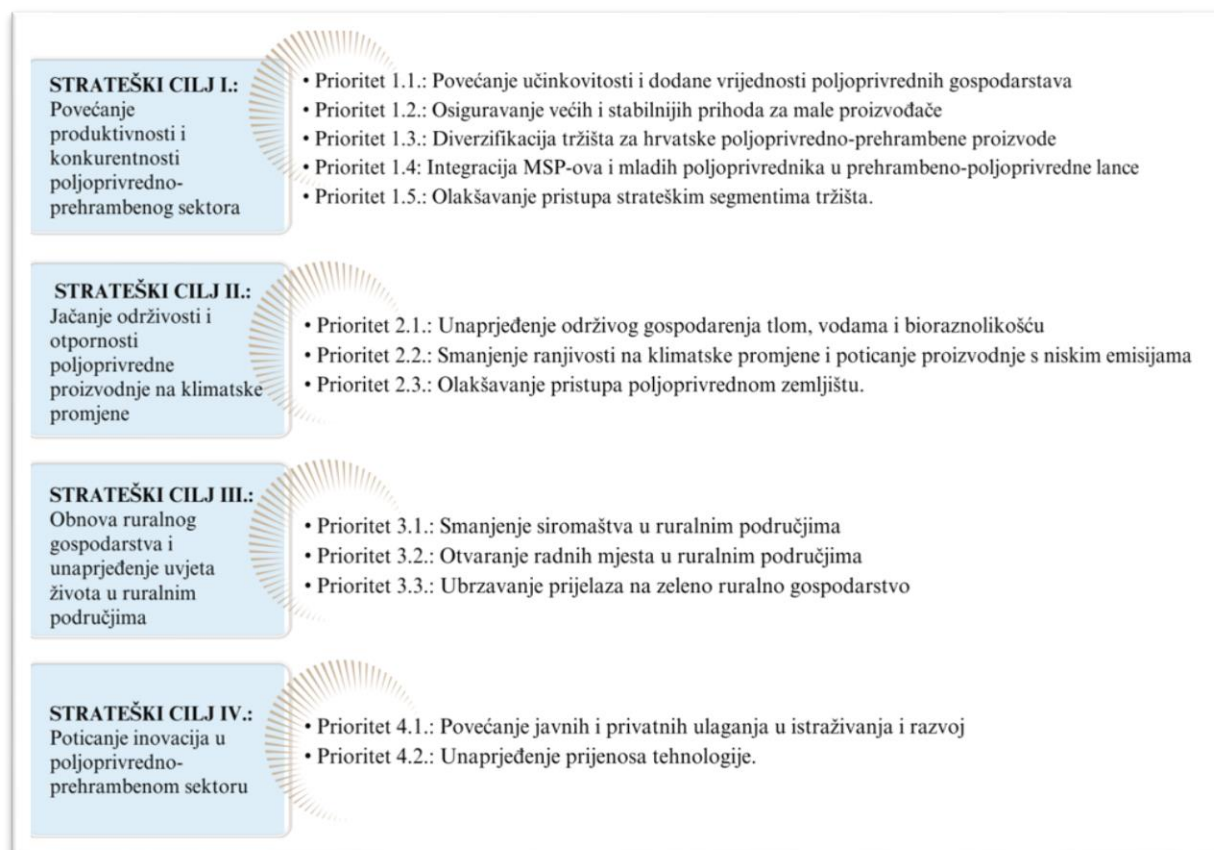 STRATEŠKI CILJ I.:
Povećanje
produktivnosti i
konkurentnosti
poljoprivredno-
prehrambenog sektora
• Prioritet 1.1.: Povećanje učinkovitosti i dodane vrijednosti poljoprivrednih gospodarstava
• Prioritet 1.2.: Osiguravanje većih i stabilnijih prihoda za male proizvođače
• Prioritet 1.3.: Diverzifikacija tržišta za hrvatske poljoprivredno-prehrambene proizvode
• Prioritet 1.4: Integracija MSP-ova i mladih poljoprivrednika u prehrambeno-poljoprivredne lance
• Prioritet 1.5.: Olakšavanje pristupa strateškim segmentima tržišta.
STRATEŠKI CILJ II.:
Jačanje održivosti i
otpornosti
poljoprivredne
proizvodnje na klimatske
promjene
• Prioritet 2.1.: Unaprjeđenje održivog gospodarenja tlom, vodama i bioraznolikošću
• Prioritet 2.2.: Smanjenje ranjivosti na klimatske promjene i poticanje proizvodnje s niskim emisijama
• Prioritet 2.3.: Olakšavanje pristupa poljoprivrednom zemljištu.
STRATEŠKI CILJ III.:
Obnova ruralnog
gospodarstva i
unaprjeđenje uvjeta
života u ruralnim
područjima
• Prioritet 3.1.: Smanjenje siromaštva u ruralnim područjima
• Prioritet 3.2.: Otvaranje radnih mjesta u ruralnim područjima
• Prioritet 3.3.: Ubrzavanje prijelaza na zeleno ruralno gospodarstvo
STRATEŠKI CILJ IV.:
Poticanje inovacija u
poljoprivredno-
prehrambenom sektoru
• Prioritet 4.1.: Povećanje javnih i privatnih ulaganja u istraživanja i razvoj
• Prioritet 4.2.: Unaprjeđenje prijenosa tehnologije.